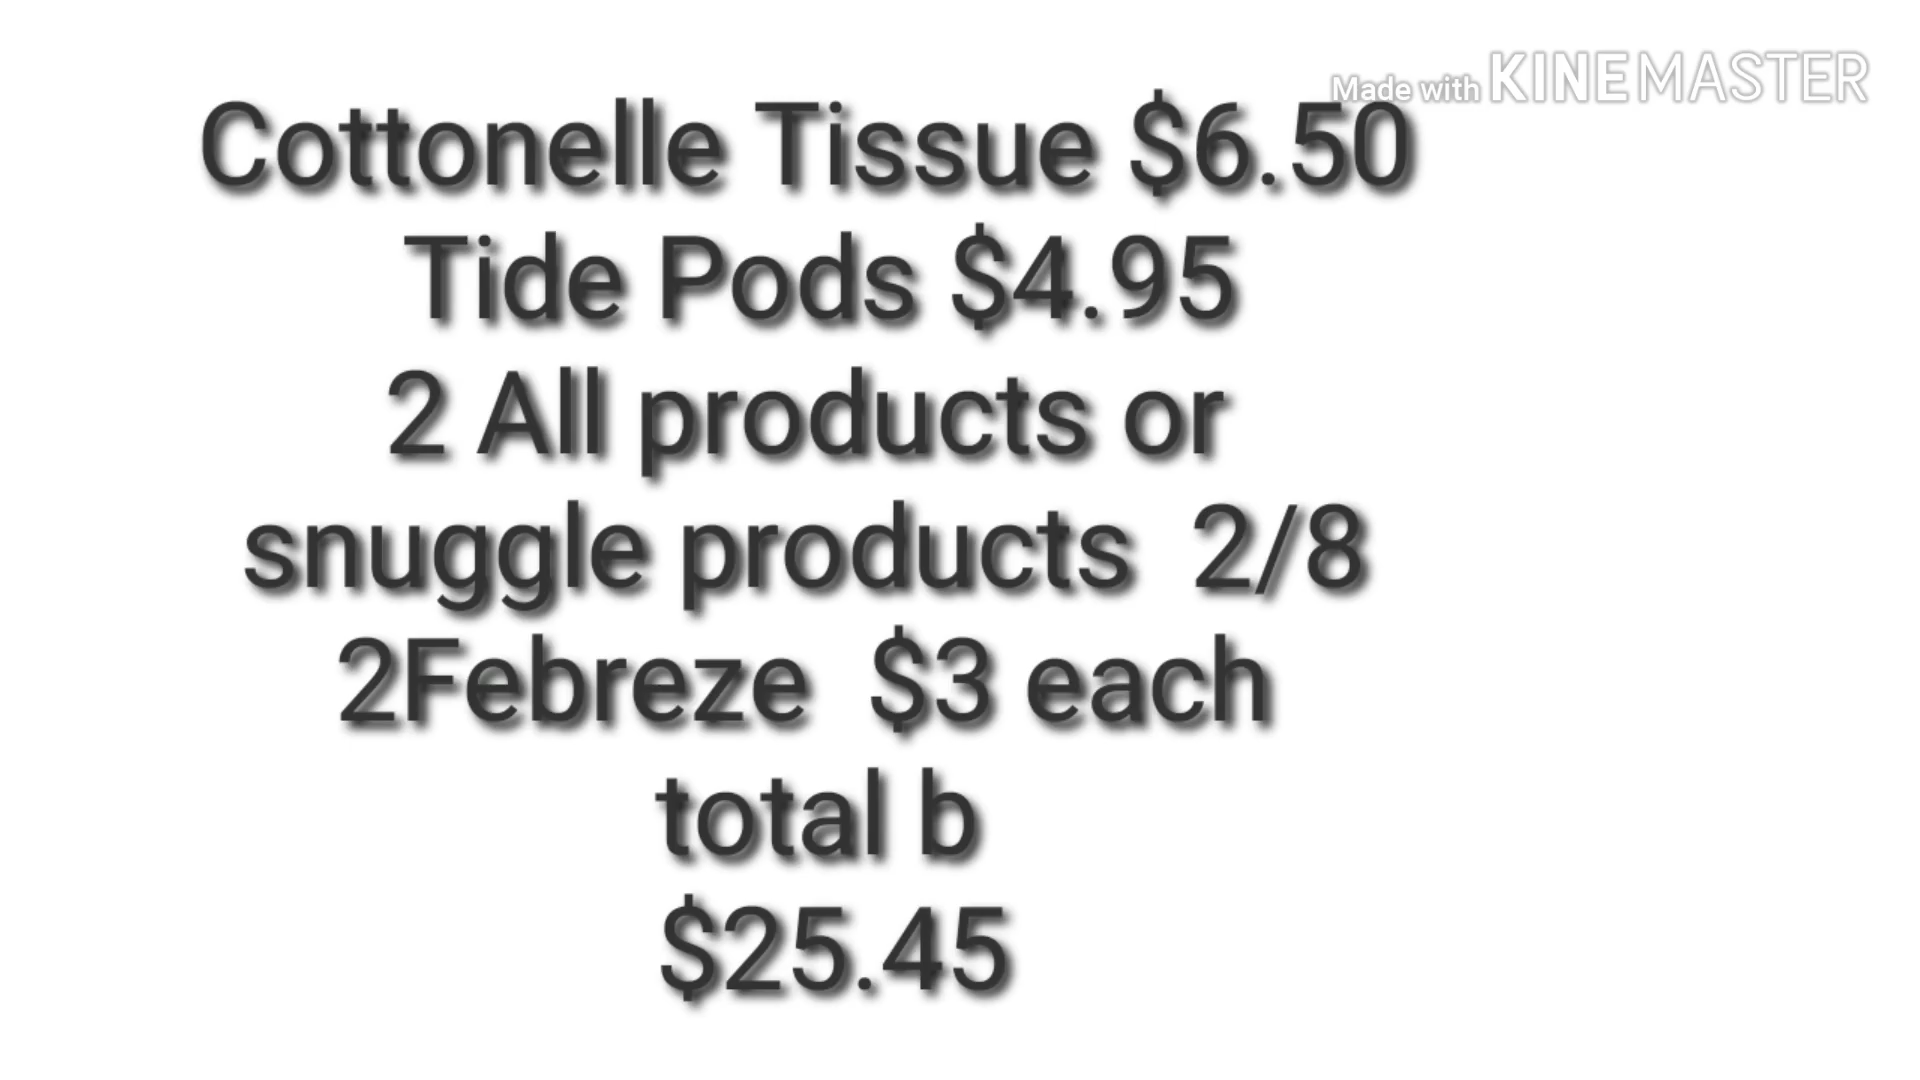 Made with KINEMASTER
Cottonelle Tissue $6.50
Tide Pods $4.95
2 All products or
snuggle products  2/8
2Febreze  $3 each
total b
$25.45